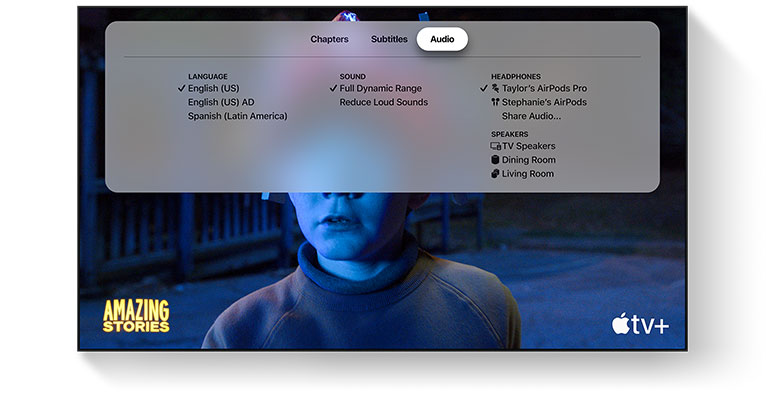 Chapters Subtitles Audio
LANGUAGE
English (US)
English (US) AD
Spanish (Latin America)
SOUND
Full Dynamic Range
Reduce Loud Sounds
HEADPHONES
Taylor's AirPods Pro
Stephanie's AirPods
Share Audio...
SPEAKERS
TV Speakers
Dining Room
Living Room
AMAZING
STORIES
tv+